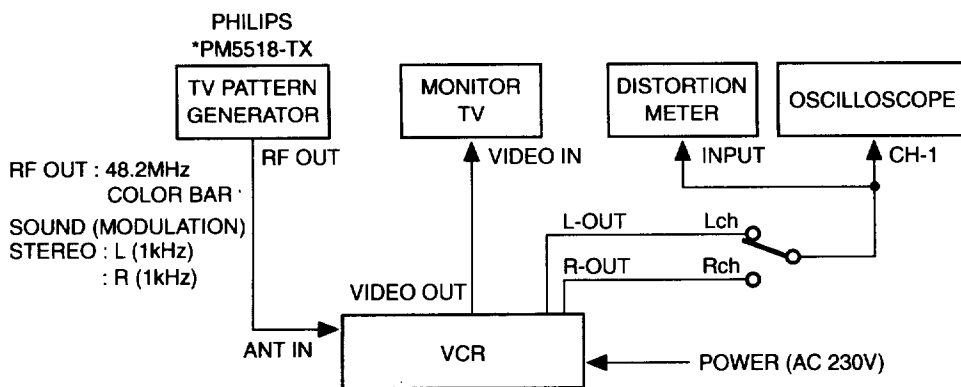 PHILIPS
*PM5518-TX
TV PATTERN
GENERATOR
MONITOR
TV
DISTORTION
METER
OSCILLOSCOPE
RF OUT
VIDEO IN
INPUT
CH-1
RF OUT : 48.2MHz
COLOR BAR
SOUND (MODULATION)
STEREO : L (1kHz)
: R (1kHz)
L-OUT
Lch
R-OUT
Rch
VIDEO OUT
ANT IN
VCR
POWER (AC 230V)